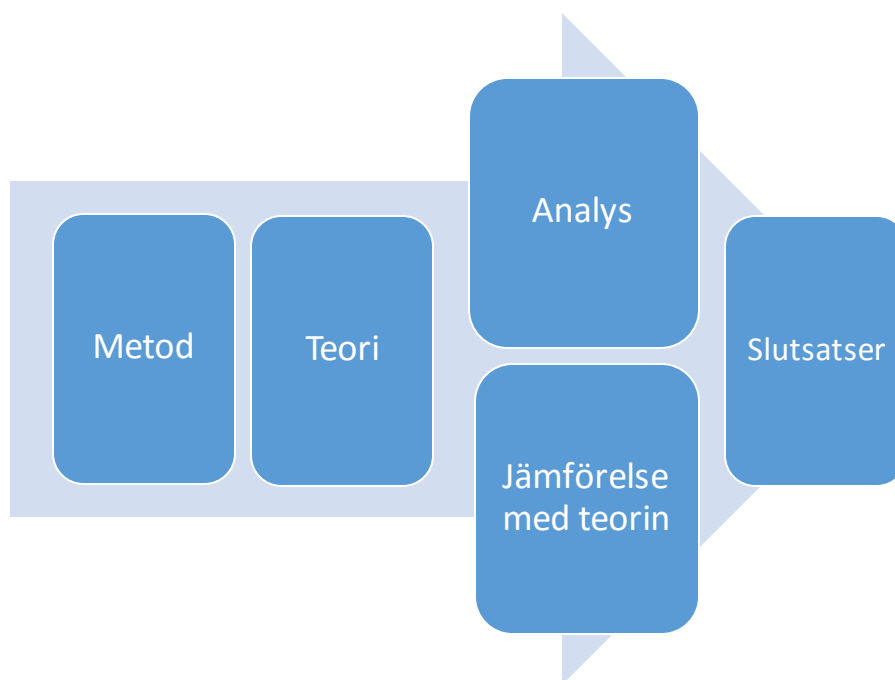 Metod
Teori
Analys
Jämförelse
med teorin
Slutsatser